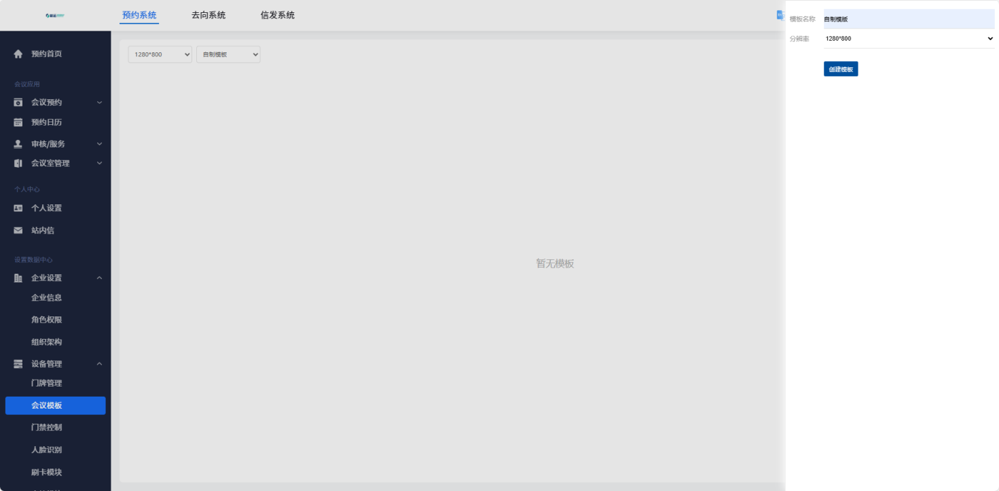 预约系统
去向系统
信发系统
预约首页
会议应用
会议预约
预约日历
审核/服务
会议室管理
个人中心
个人设置
站内信
设置数据中心
企业设置
企业信息
角色权限
组织架构
设备管理
门牌管理
会议模板
门禁控制
人脸识别
刷卡模块
1280*800
自制模板
暂无模板
模板名称
自制模版
分辨率
1280*800
创建模板